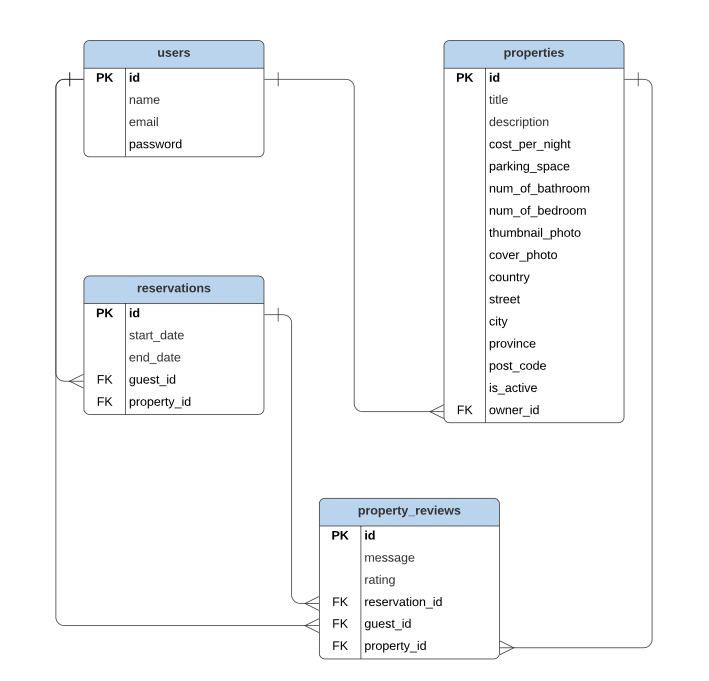 users
PK id
name
email
password
properties
PK id
title
description
cost_per_night
parking_space
num_of_bathroom
num_of_bedroom
thumbnail_photo
cover_photo
country
street
city
province
post_code
is_active
FK owner_id
reservations
PK id
start_date
end_date
FK guest_id
FK property_id
property_reviews
PK id
message
rating
FK reservation_id
FK guest_id
FK property_id